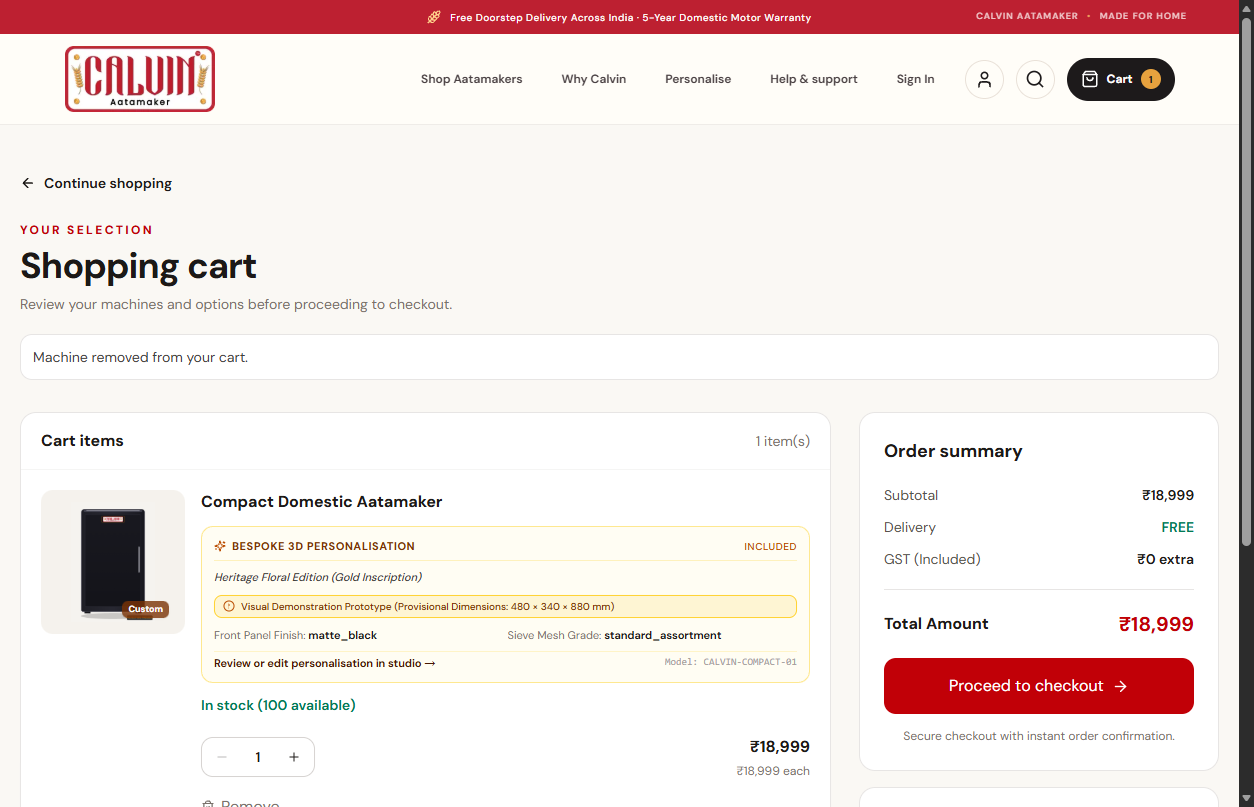 Free Doorstep Delivery Across India · 5-Year Domestic Motor Warranty
CALVIN AATAMAKER • MADE FOR HOME
CALVIN
Aatamaker
Shop Aatamakers
Why Calvin
Personalise
Help & support
Sign In
Cart 1
← Continue shopping
YOUR SELECTION
Shopping cart
Review your machines and options before proceeding to checkout.
Machine removed from your cart.
Cart items
1 item(s)
Custom
Compact Domestic Aatamaker
BESPOKE 3D PERSONALISATION
INCLUDED
Heritage Floral Edition (Gold Inscription)
Visual Demonstration Prototype (Provisional Dimensions: 480 × 340 × 880 mm)
Front Panel Finish: matte_black
Sieve Mesh Grade: standard_assortment
Review or edit personalisation in studio →
Model: CALVIN-COMPACT-01
In stock (100 available)
− 1 +
₹18,999
₹18,999 each
Remove
Order summary
Subtotal ₹18,999
Delivery FREE
GST (Included) ₹0 extra
Total Amount ₹18,999
Proceed to checkout →
Secure checkout with instant order confirmation.